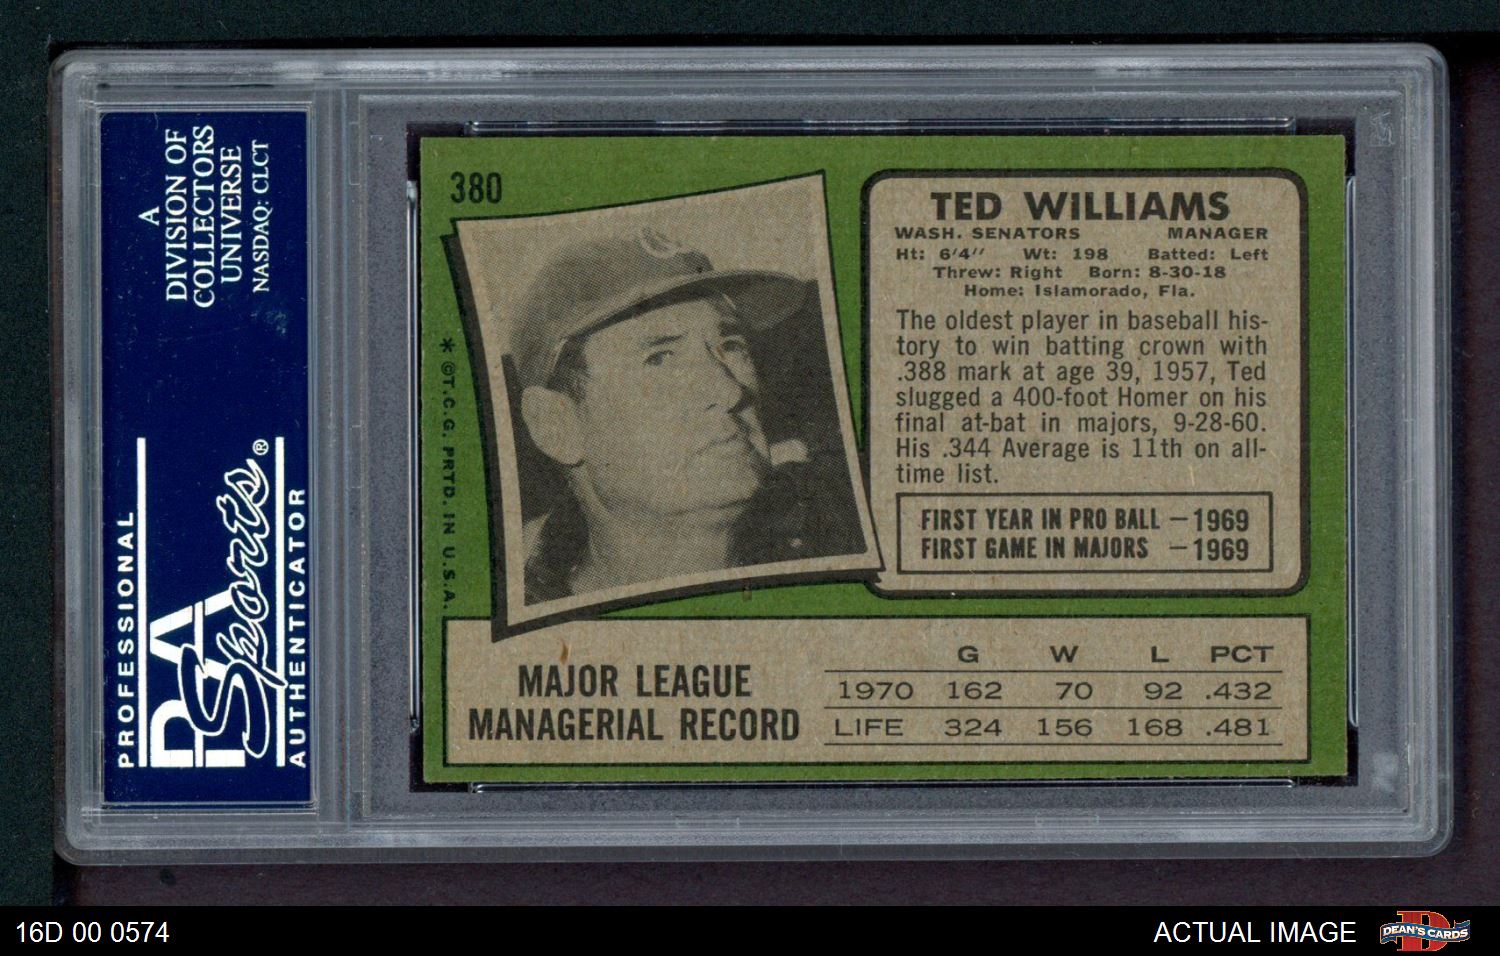 A
DIVISION OF
COLLECTORS
UNIVERSE
NASDAQ: CLCT
PROFESSIONAL
PSA
Sports®
AUTHENTICATOR
380
* ©T.C.G. PRTD. IN U.S.A.
TED WILLIAMS
WASH. SENATORS MANAGER
Ht: 6'4" Wt: 198 Batted: Left
Threw: Right Born: 8-30-18
Home: Islamorado, Fla.
The oldest player in baseball his-
tory to win batting crown with
.388 mark at age 39, 1957, Ted
slugged a 400-foot Homer on his
final at-bat in majors, 9-28-60.
His .344 Average is 11th on all-
time list.
FIRST YEAR IN PRO BALL — 1969
FIRST GAME IN MAJORS — 1969
MAJOR LEAGUE
MANAGERIAL RECORD
G W L PCT
1970 162 70 92 .432
LIFE 324 156 168 .481
16D 00 0574
ACTUAL IMAGE
D
DEAN'S CARDS